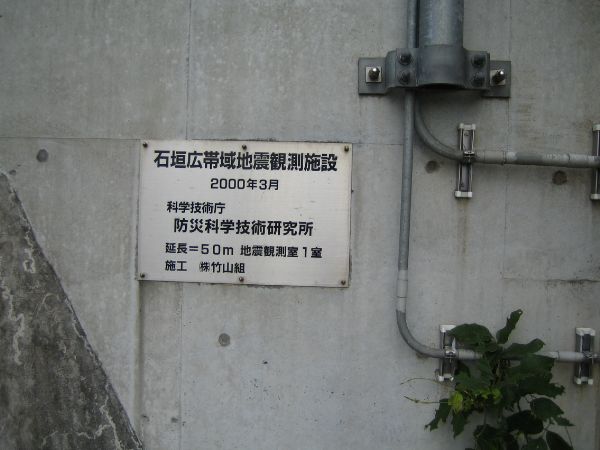 石垣広帯域地震観測施設
2000年3月
科学技術庁
防災科学技術研究所
延長=50m 地震観測室1室
施工 ㈱竹山組